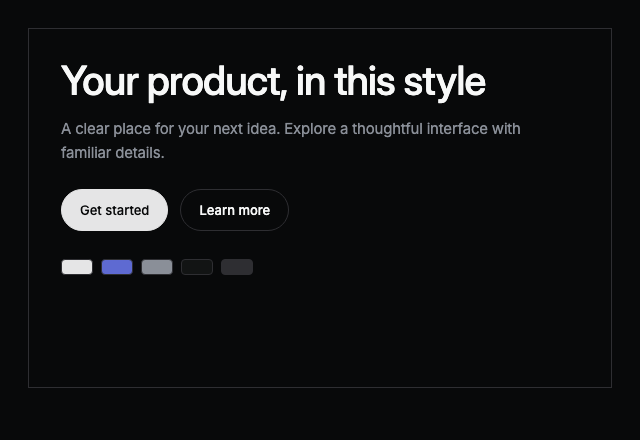 Your product, in this style
A clear place for your next idea. Explore a thoughtful interface with
familiar details.
Get started
Learn more